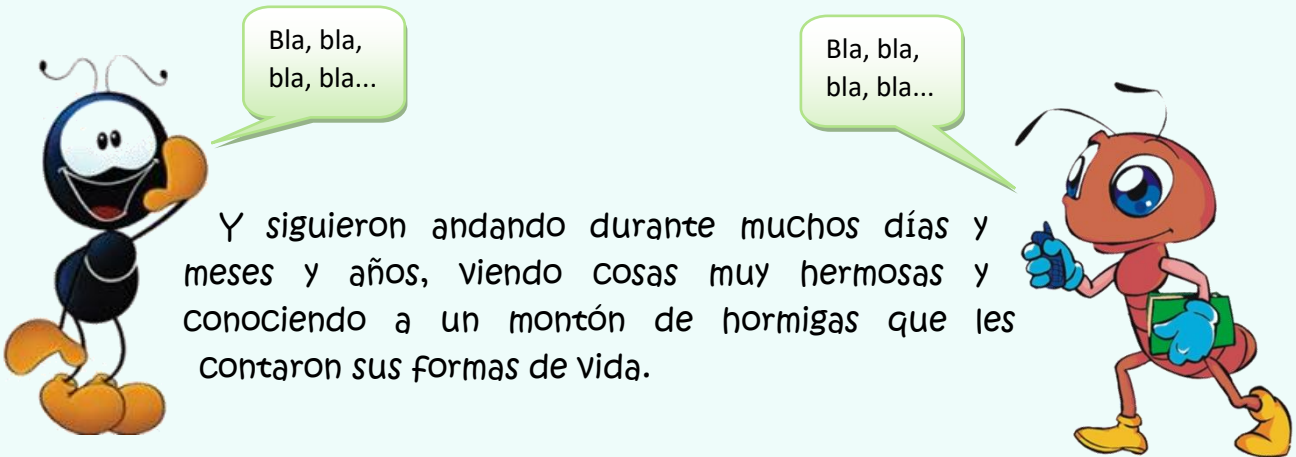 Bla, bla,
bla, bla...
Bla, bla,
bla, bla...
Y siguieron andando durante muchos días y
meses y años, viendo cosas muy hermosas y
conociendo a un montón de hormigas que les
contaron sus formas de vida.